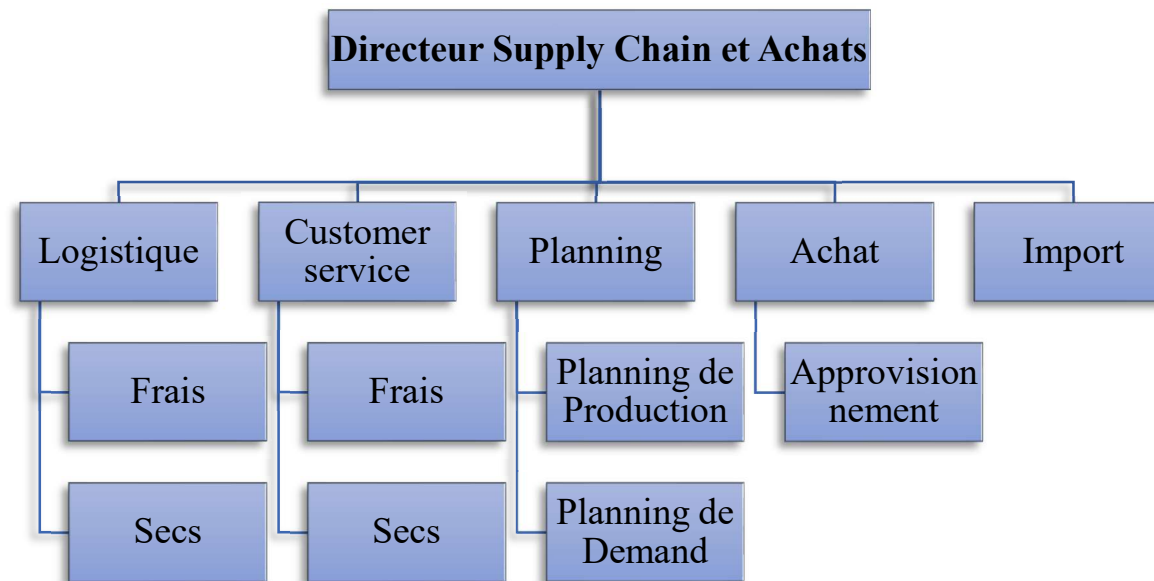 Directeur Supply Chain et Achats
Logistique
Customer
service
Planning
Achat
Import
Frais
Frais
Planning de
Production
Approvision
nement
Secs
Secs
Planning de
Demand